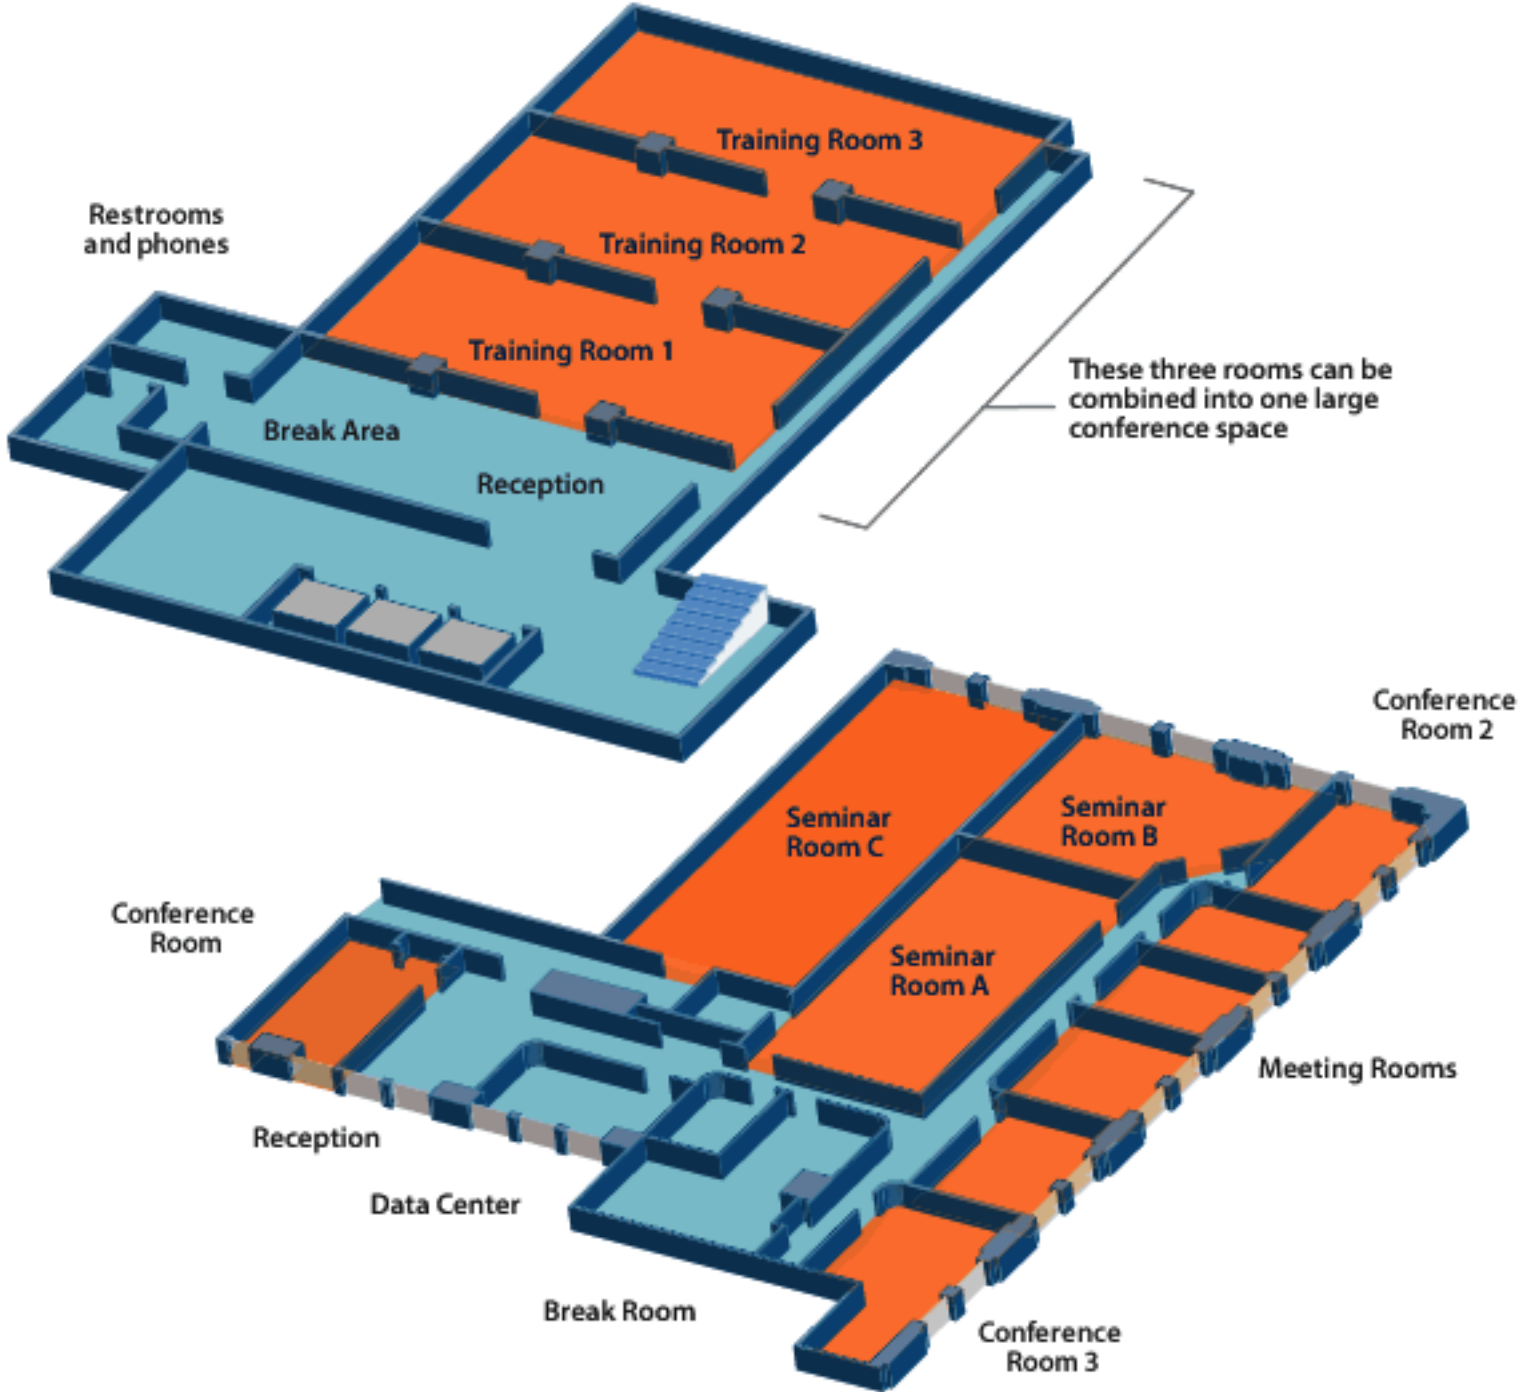 Training Room 3
Restrooms
and phones
Training Room 2
Training Room 1
These three rooms can be
combined into one large
conference space
Break Area
Reception
Conference
Room 2
Seminar
Room C
Seminar
Room B
Conference
Room
Seminar
Room A
Meeting Rooms
Reception
Data Center
Break Room
Conference
Room 3